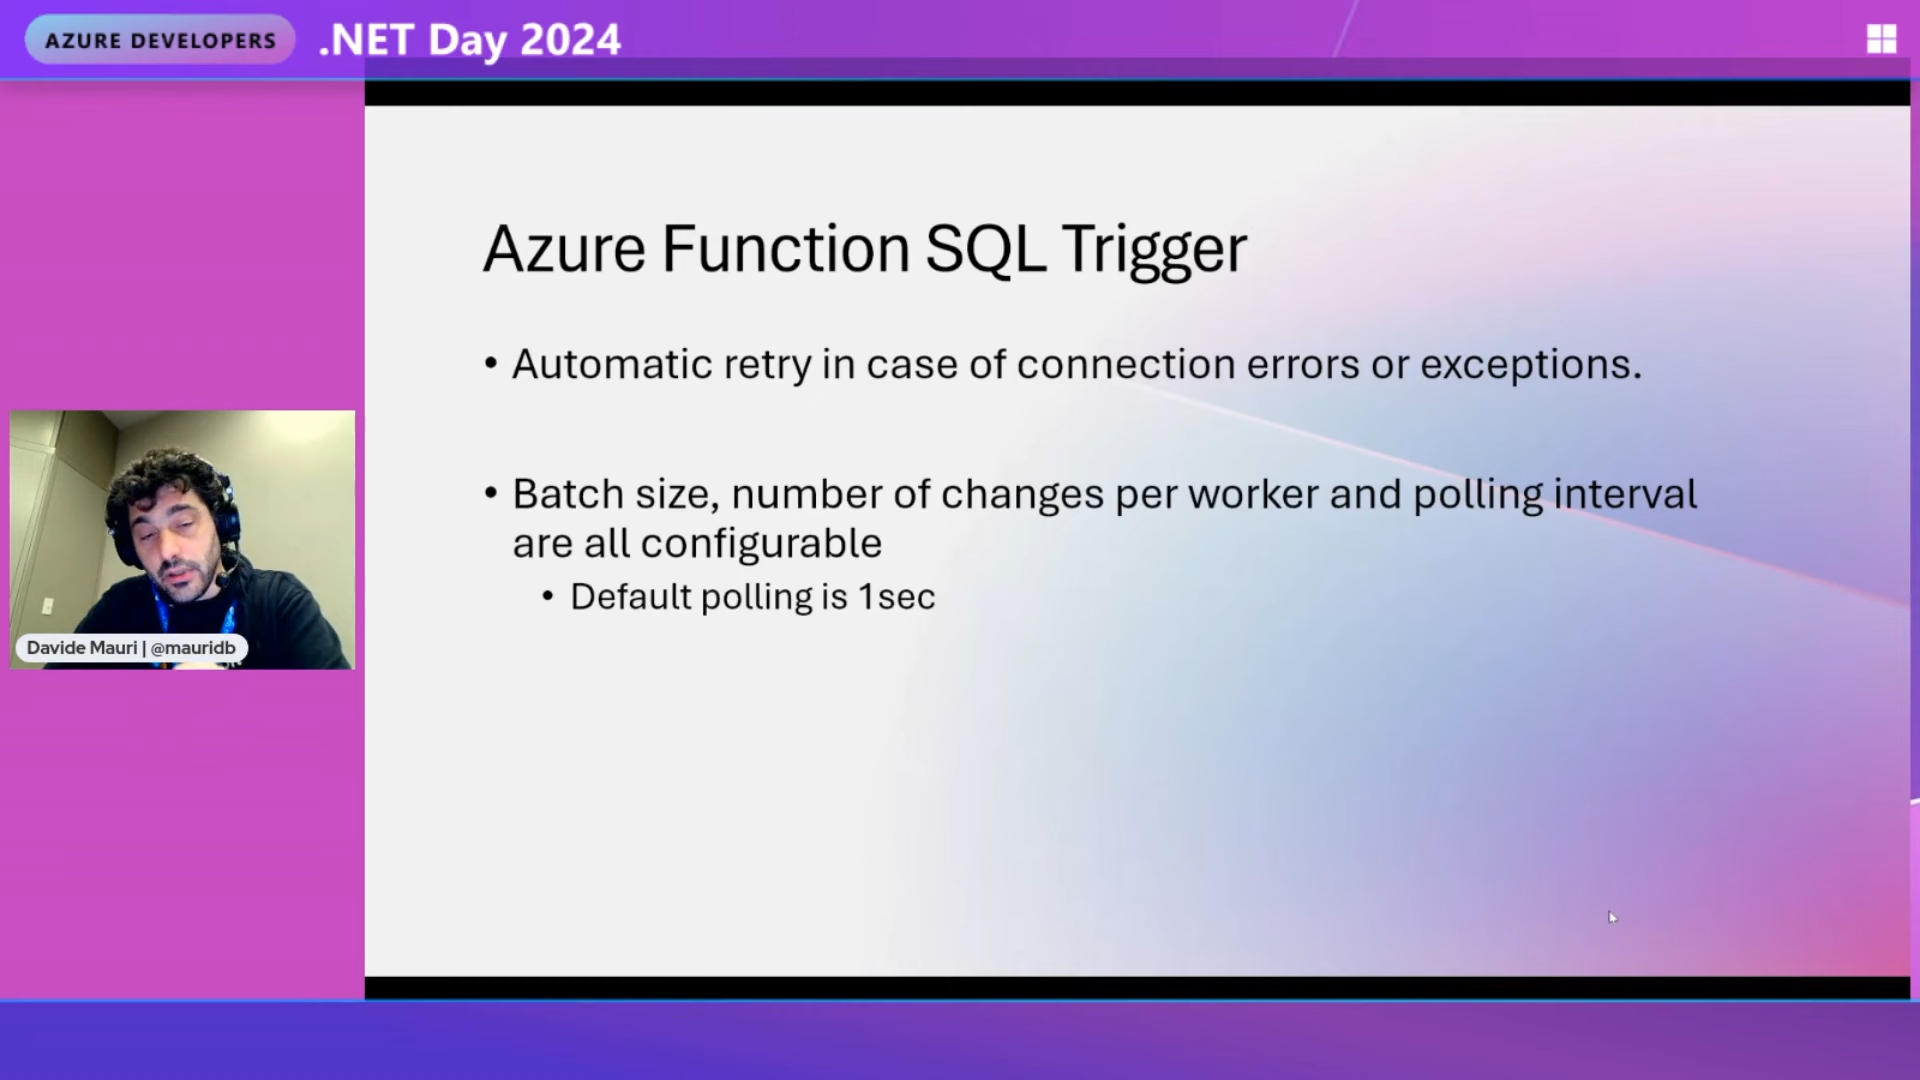 AZURE DEVELOPERS .NET Day 2024
Azure Function SQL Trigger
• Automatic retry in case of connection errors or exceptions.
• Batch size, number of changes per worker and polling interval
are all configurable
• Default polling is 1sec
Davide Mauri | @mauridb